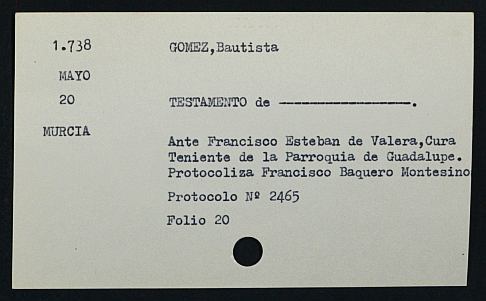 1.738 GOMEZ,Bautista
MAYO
20 TESTAMENTO de ------------------.
MURCIA
Ante Francisco Esteban de Valera,Cura
Teniente de la Parroquia de Guadalupe.
Protocoliza Francisco Baquero Montesino
Protocolo Nº 2465
Folio 20